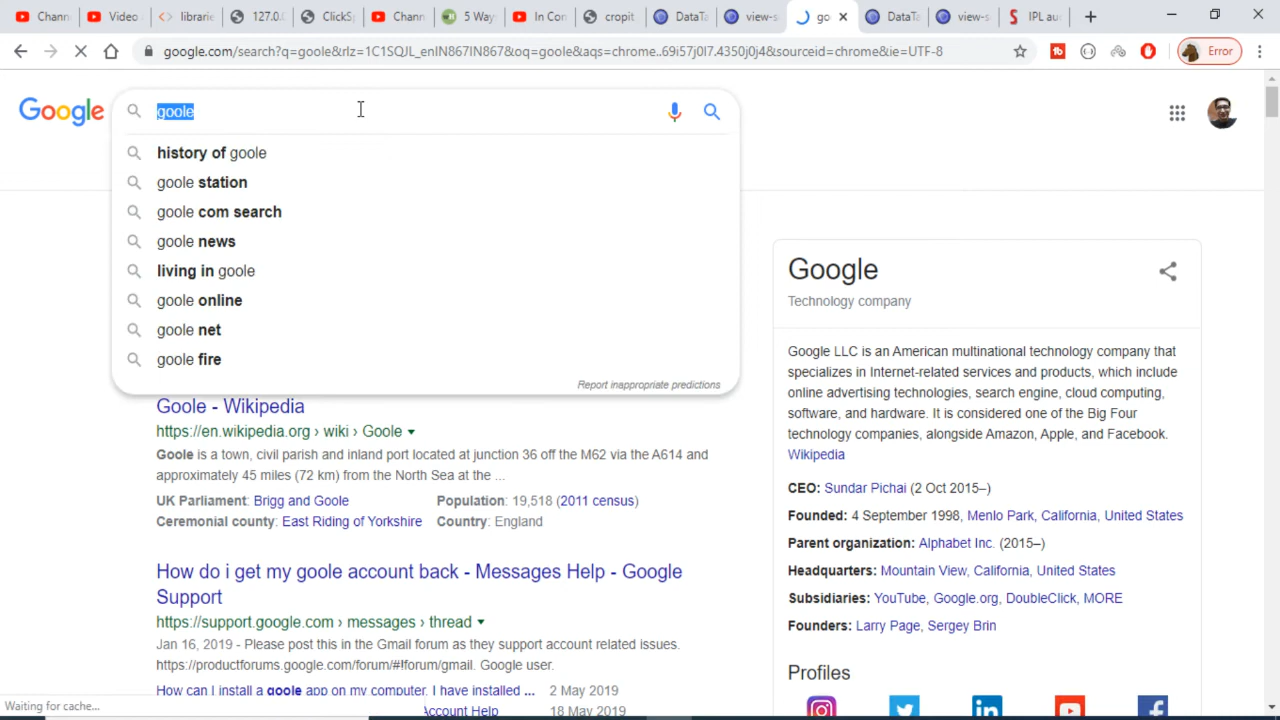 Chann
Video
librarie
127.0.
ClickSp
Chann
5 Way
In Con
cropit
DataTa
view-s
go
DataTa
view-s
IPL au
google.com/search?q=goole&rlz=1C1SQJL_enIN867IN867&oq=goole&aqs=chrome..69i57j0l7.4350j0j4&sourceid=chrome&ie=UTF-8
Error
Google
goole
history of goole
goole station
goole com search
goole news
living in goole
goole online
goole net
goole fire
Report inappropriate predictions
Goole - Wikipedia
https://en.wikipedia.org › wiki › Goole
Goole is a town, civil parish and inland port located at junction 36 off the M62 via the A614 and
approximately 45 miles (72 km) from the North Sea at the ...
UK Parliament: Brigg and Goole Population: 19,518 (2011 census)
Ceremonial county: East Riding of Yorkshire Country: England
How do i get my goole account back - Messages Help - Google
Support
https://support.google.com › messages › thread
Jan 16, 2019 - Please post this in the Gmail forum as they support account related issues.
https://productforums.google.com/forum/#!forum/gmail. Google user.
How can I install a goole app on my computer. I have installed ... 2 May 2019
Account Help 18 May 2019
Google
Technology company
Google LLC is an American multinational technology company that
specializes in Internet-related services and products, which include
online advertising technologies, search engine, cloud computing,
software, and hardware. It is considered one of the Big Four
technology companies, alongside Amazon, Apple, and Facebook.
Wikipedia
CEO: Sundar Pichai (2 Oct 2015–)
Founded: 4 September 1998, Menlo Park, California, United States
Parent organization: Alphabet Inc. (2015–)
Headquarters: Mountain View, California, United States
Subsidiaries: YouTube, Google.org, DoubleClick, MORE
Founders: Larry Page, Sergey Brin
Profiles
Waiting for cache...